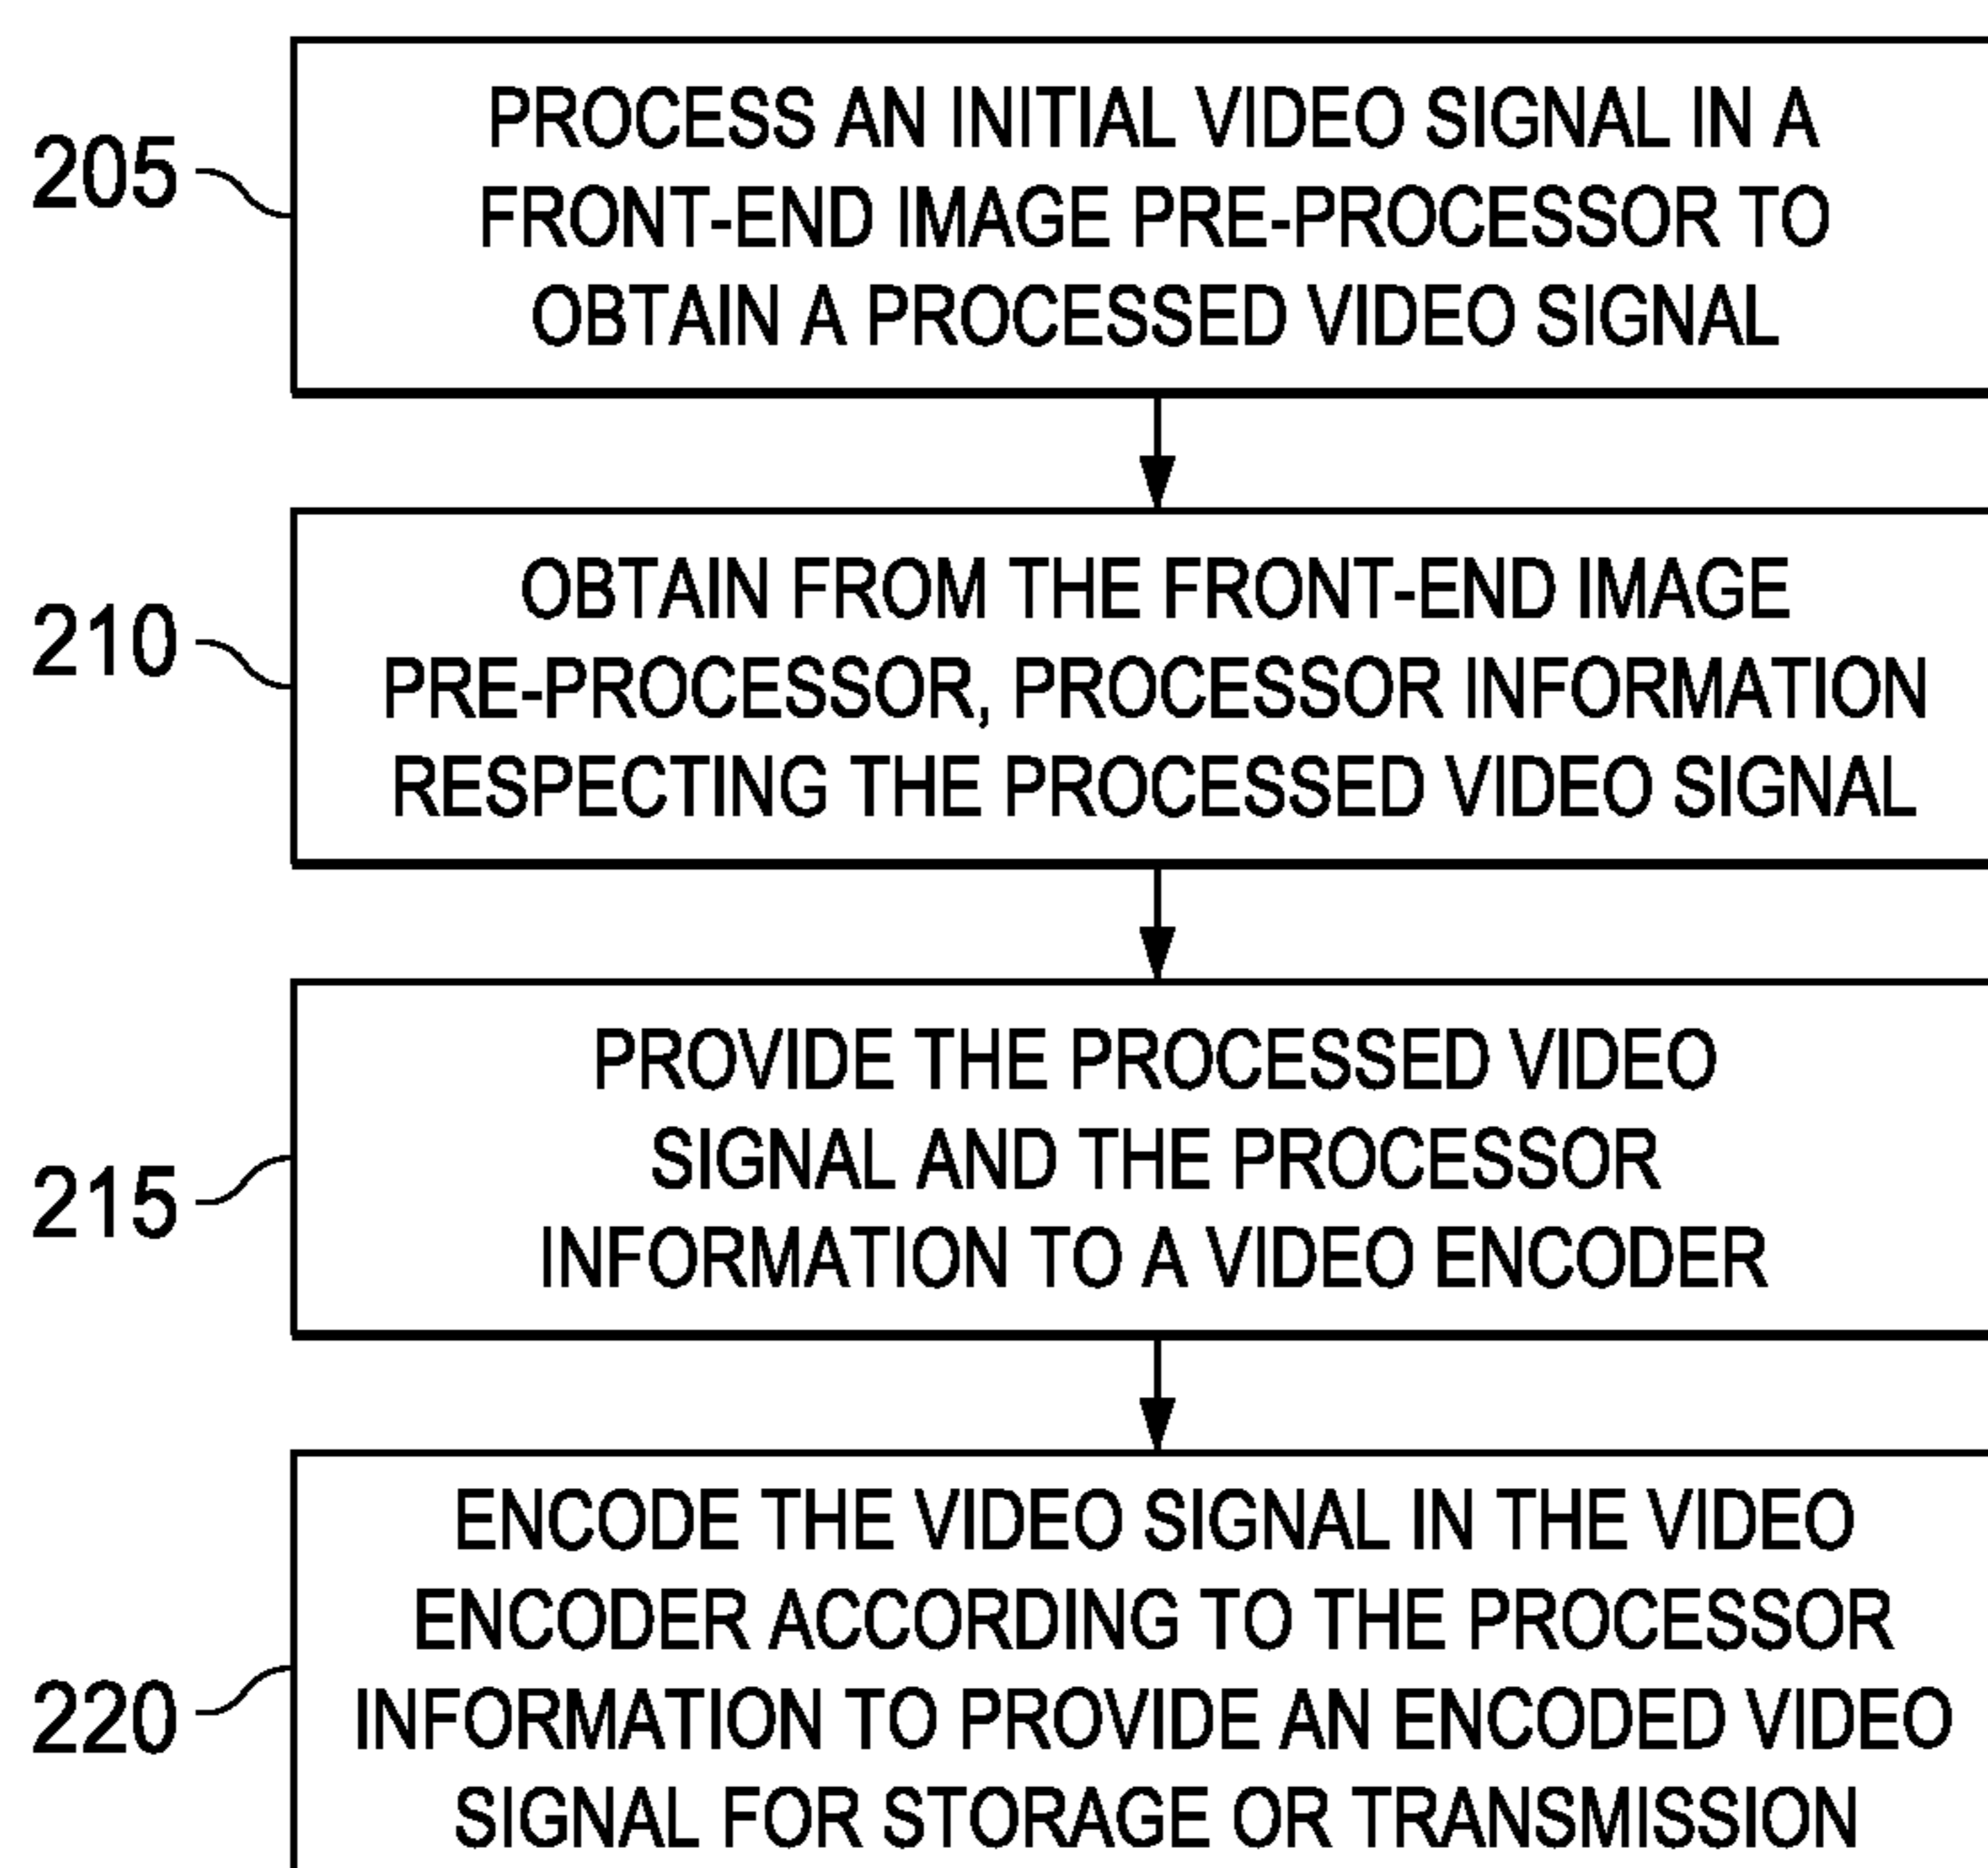 205
PROCESS AN INITIAL VIDEO SIGNAL IN A
FRONT-END IMAGE PRE-PROCESSOR TO
OBTAIN A PROCESSED VIDEO SIGNAL
210
OBTAIN FROM THE FRONT-END IMAGE
PRE-PROCESSOR, PROCESSOR INFORMATION
RESPECTING THE PROCESSED VIDEO SIGNAL
215
PROVIDE THE PROCESSED VIDEO
SIGNAL AND THE PROCESSOR
INFORMATION TO A VIDEO ENCODER
220
ENCODE THE VIDEO SIGNAL IN THE VIDEO
ENCODER ACCORDING TO THE PROCESSOR
INFORMATION TO PROVIDE AN ENCODED VIDEO
SIGNAL FOR STORAGE OR TRANSMISSION